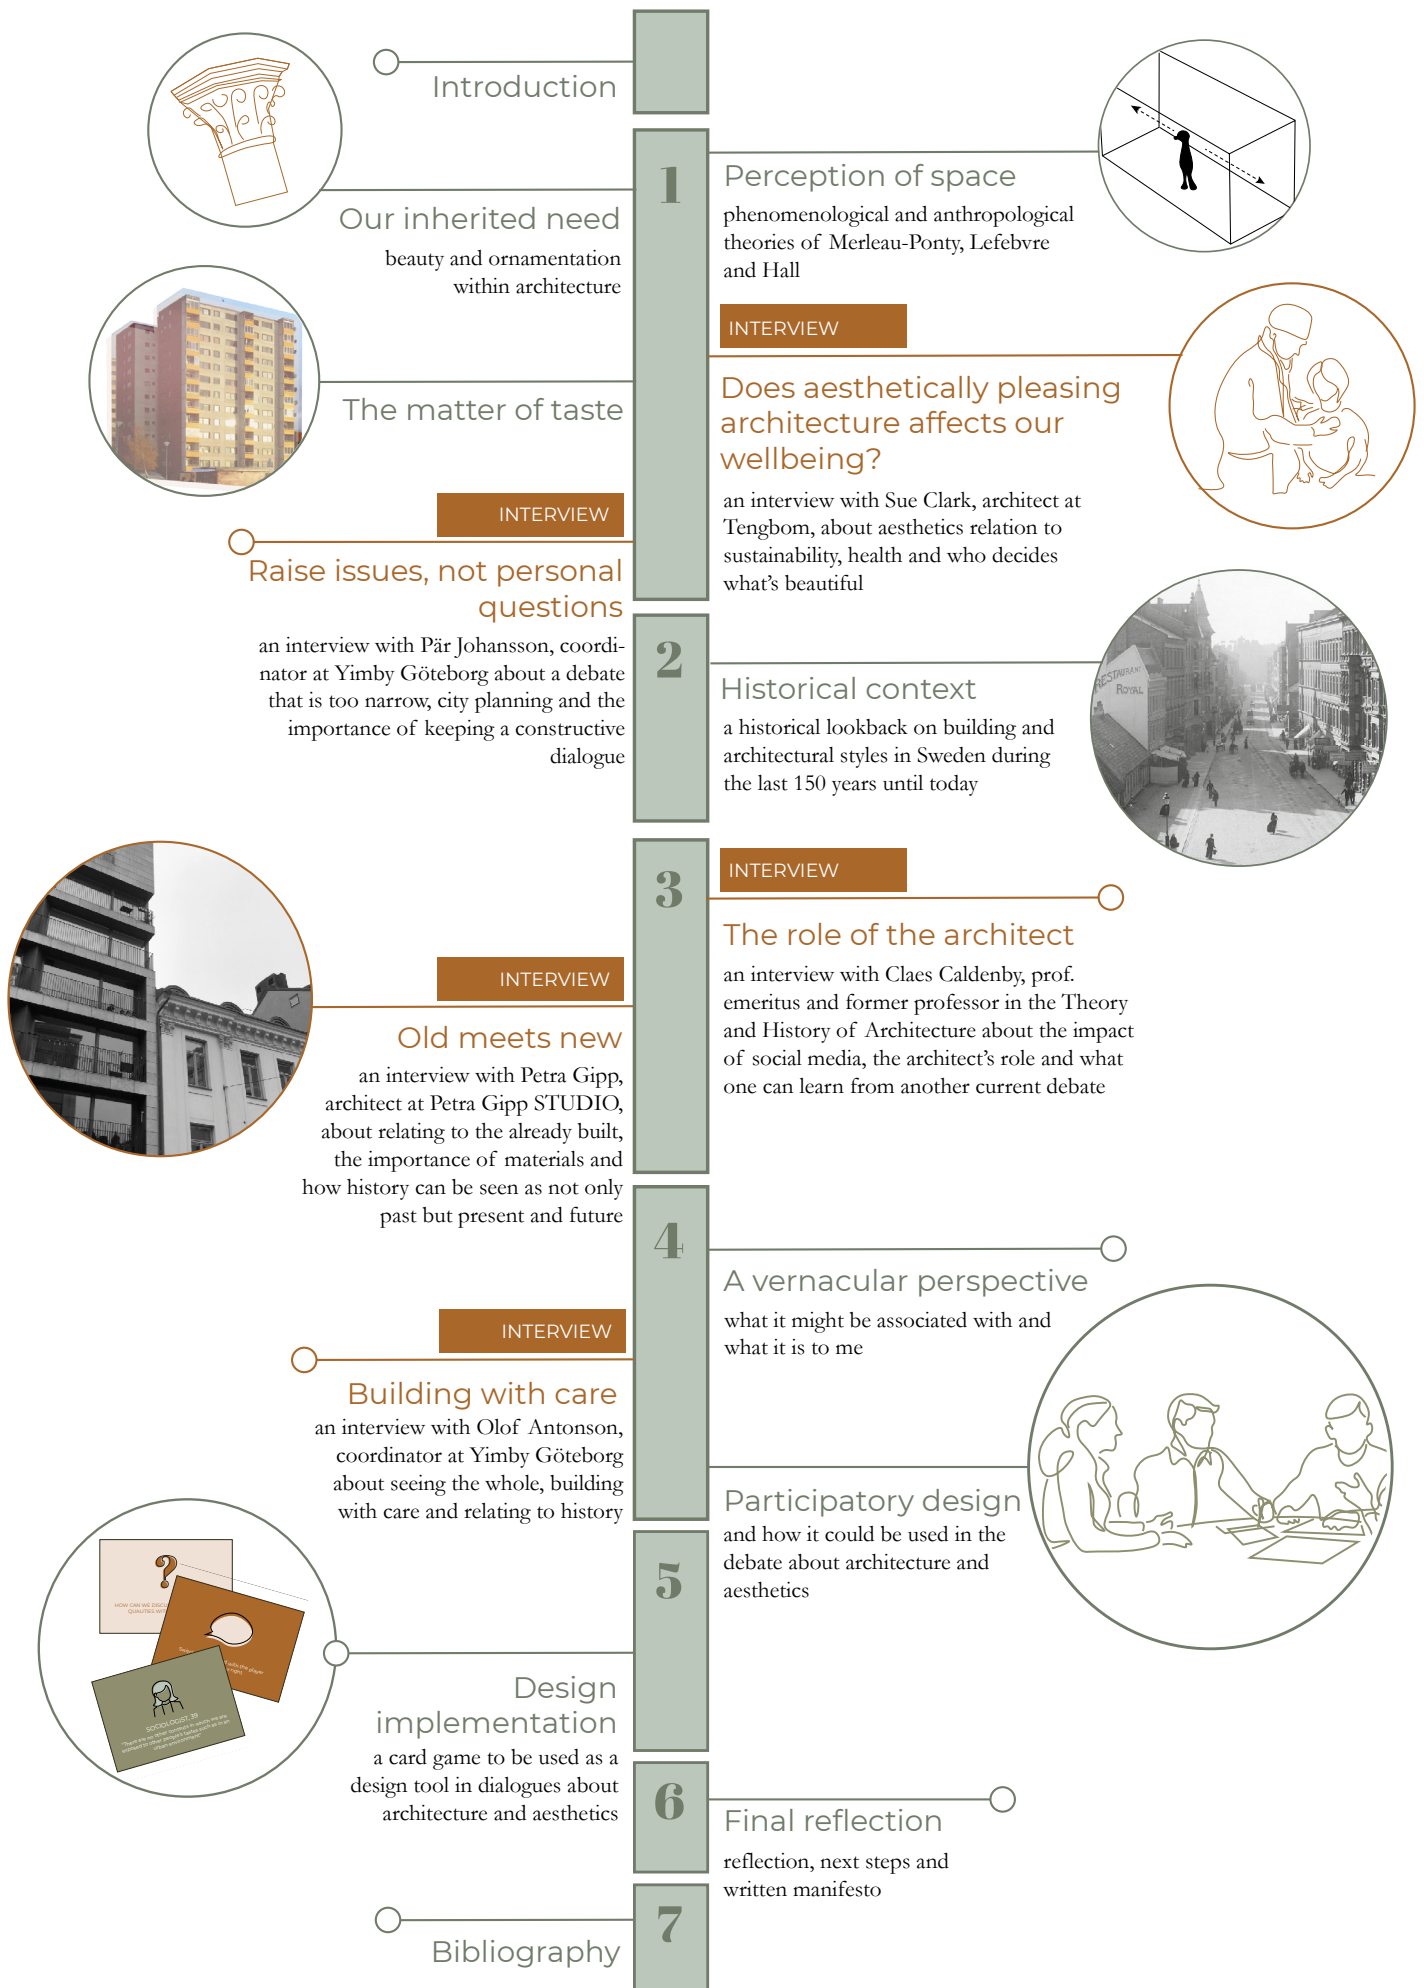 Introduction
1
Perception of space
phenomenological and anthropological
theories of Merleau-Ponty, Lefebvre
and Hall
Our inherited need
beauty and ornamentation
within architecture
INTERVIEW
Does aesthetically pleasing
architecture affects our
wellbeing?
an interview with Sue Clark, architect at
Tengbom, about aesthetics relation to
sustainability, health and who decides
what's beautiful
The matter of taste
INTERVIEW
Raise issues, not personal
questions
an interview with Pär Johansson, coordi-
nator at Yimby Göteborg about a debate
that is too narrow, city planning and the
importance of keeping a constructive
dialogue
2
Historical context
a historical lookback on building and
architectural styles in Sweden during
the last 150 years until today
RESTAURANT
ROYAL
3
INTERVIEW
The role of the architect
an interview with Claes Caldenby, prof.
emeritus and former professor in the Theory
and History of Architecture about the impact
of social media, the architect's role and what
one can learn from another current debate
INTERVIEW
Old meets new
an interview with Petra Gipp,
architect at Petra Gipp STUDIO,
about relating to the already built,
the importance of materials and
how history can be seen as not only
past but present and future
4
A vernacular perspective
what it might be associated with and
what it is to me
INTERVIEW
Building with care
an interview with Olof Antonson,
coordinator at Yimby Göteborg
about seeing the whole, building
with care and relating to history
Participatory design
and how it could be used in the
debate about architecture and
aesthetics
5
?
HOW CAN WE
QUALITIES
the player
right
SOCIOLOGIST, 39
Design
implementation
a card game to be used as a
design tool in dialogues about
architecture and aesthetics
6
Final reflection
reflection, next steps and
written manifesto
7
Bibliography